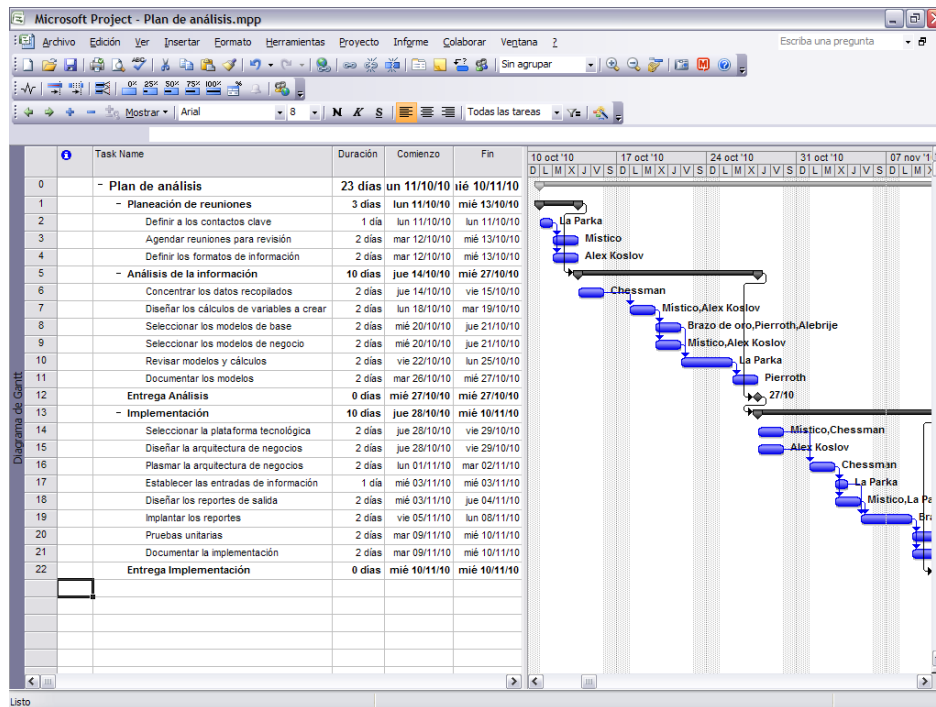 Microsoft Project - Plan de análisis.mpp
Archivo Edición Ver Insertar Formato Herramientas Proyecto Informe Colaborar Ventana ? Escriba una pregunta
Sin agrupar
0% 25% 50% 75% 100%
Mostrar Arial 8 N K S Todas las tareas
Task Name Duración Comienzo Fin 10 oct '10 17 oct '10 24 oct '10 31 oct '10 07 nov '1
D L M X J V S D L M X J V S D L M X J V S D L M X J V S D L M
0 Plan de análisis 23 días un 11/10/10 ié 10/11/10
1 Planeación de reuniones 3 días lun 11/10/10 mié 13/10/10
2 Definir a los contactos clave 1 día lun 11/10/10 lun 11/10/10 La Parka
3 Agendar reuniones para revisión 2 días mar 12/10/10 mié 13/10/10 Místico
4 Definir los formatos de información 2 días mar 12/10/10 mié 13/10/10 Alex Koslov
5 Análisis de la información 10 días jue 14/10/10 mié 27/10/10
6 Concentrar los datos recopilados 2 días jue 14/10/10 vie 15/10/10 Chessman
7 Diseñar los cálculos de variables a crear 2 días lun 18/10/10 mar 19/10/10 Místico,Alex Koslov
8 Seleccionar los modelos de base 2 días mié 20/10/10 jue 21/10/10 Brazo de oro,Pierroth,Alebrije
9 Seleccionar los modelos de negocio 2 días mié 20/10/10 jue 21/10/10 Místico,Alex Koslov
10 Revisar modelos y cálculos 2 días vie 22/10/10 lun 25/10/10 La Parka
11 Documentar los modelos 2 días mar 26/10/10 mié 27/10/10 Pierroth
12 Entrega Análisis 0 días mié 27/10/10 mié 27/10/10 27/10
13 Implementación 10 días jue 28/10/10 mié 10/11/10
14 Seleccionar la plataforma tecnológica 2 días jue 28/10/10 vie 29/10/10 Místico,Chessman
15 Diseñar la arquitectura de negocios 2 días jue 28/10/10 vie 29/10/10 Alex Koslov
16 Plasmar la arquitectura de negocios 2 días lun 01/11/10 mar 02/11/10 Chessman
17 Establecer las entradas de información 1 día mié 03/11/10 mié 03/11/10 La Parka
18 Diseñar los reportes de salida 2 días mié 03/11/10 jue 04/11/10 Místico,La Pa
19 Implantar los reportes 2 días vie 05/11/10 lun 08/11/10 Bra
20 Pruebas unitarias 2 días mar 09/11/10 mié 10/11/10
21 Documentar la implementación 2 días mar 09/11/10 mié 10/11/10
22 Entrega Implementación 0 días mié 10/11/10 mié 10/11/10
Diagrama de Gantt
Listo